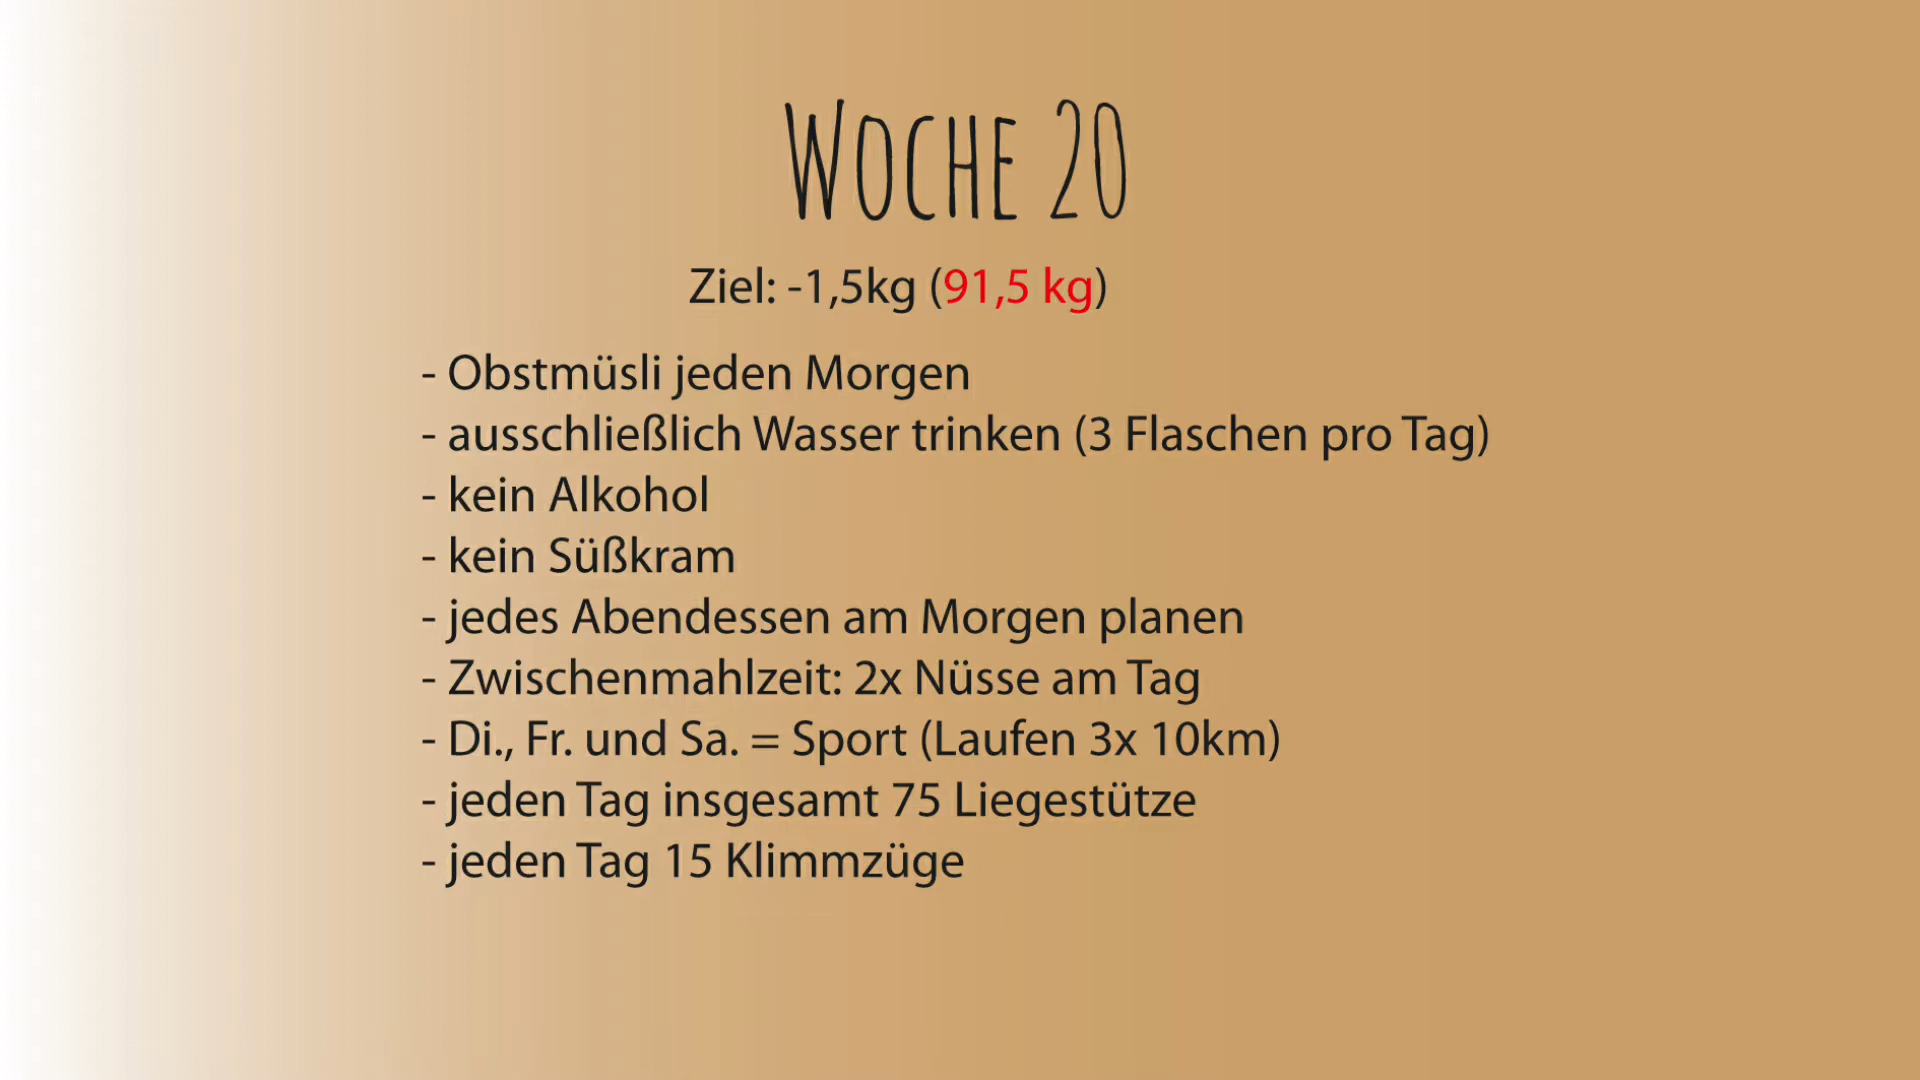 Woche 20
Ziel: -1,5kg (91,5 kg)
- Obstmüsli jeden Morgen
- ausschließlich Wasser trinken (3 Flaschen pro Tag)
- kein Alkohol
- kein Süßkram
- jedes Abendessen am Morgen planen
- Zwischenmahlzeit: 2x Nüsse am Tag
- Di., Fr. und Sa. = Sport (Laufen 3x 10km)
- jeden Tag insgesamt 75 Liegestütze
- jeden Tag 15 Klimmzüge